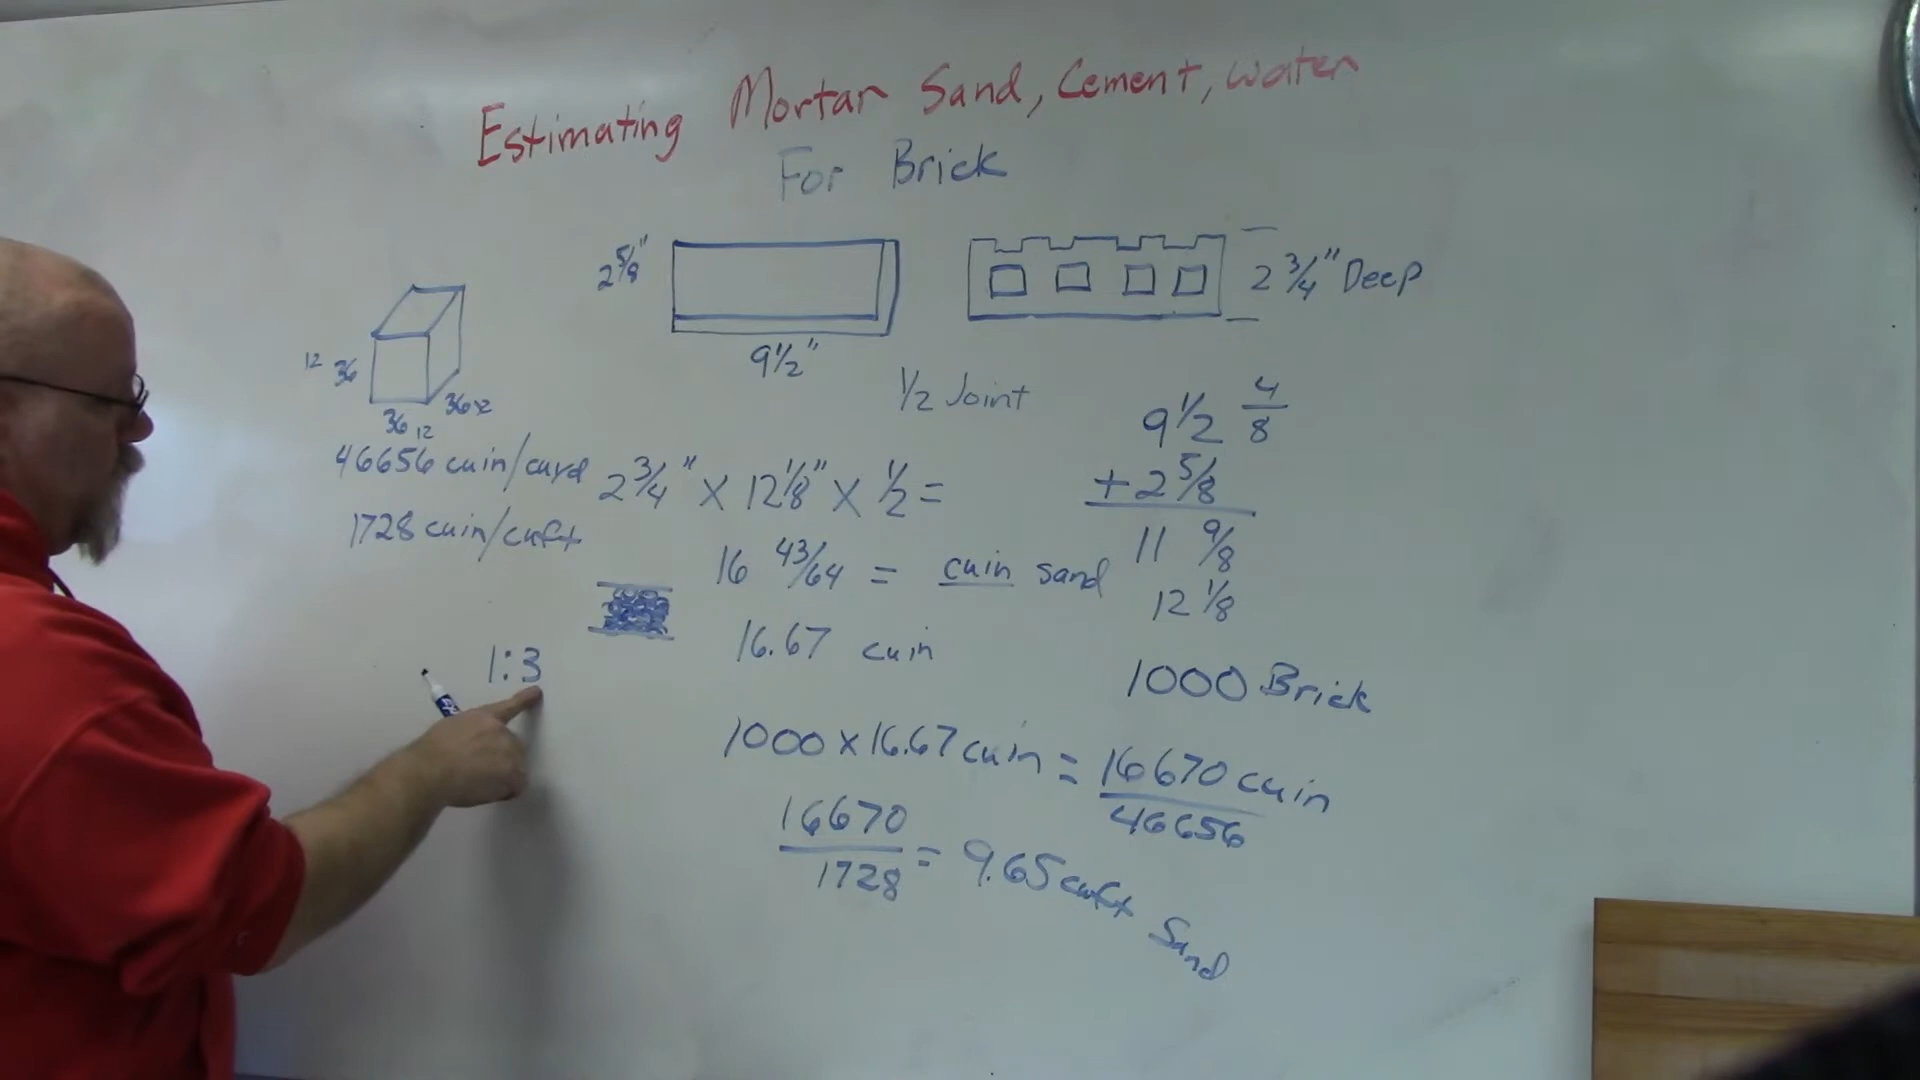 Estimating Mortar Sand, Cement, Water
For Brick
2 5/8"
9 1/2"
2 3/4" Deep
12 36
36 12
36 12
46656 cuin/cuyd
1728 cuin/cuft
1/2 Joint
9 1/2 4/8
+ 2 5/8
11 9/8
12 1/8
2 3/4" X 12 1/8" X 1/2 =
16 43/64 = cuin sand
16.67 cuin
1:3
1000 Brick
1000 x 16.67 cuin = 16670 cuin
46656
16670
1728 = 9.65 cuft Sand